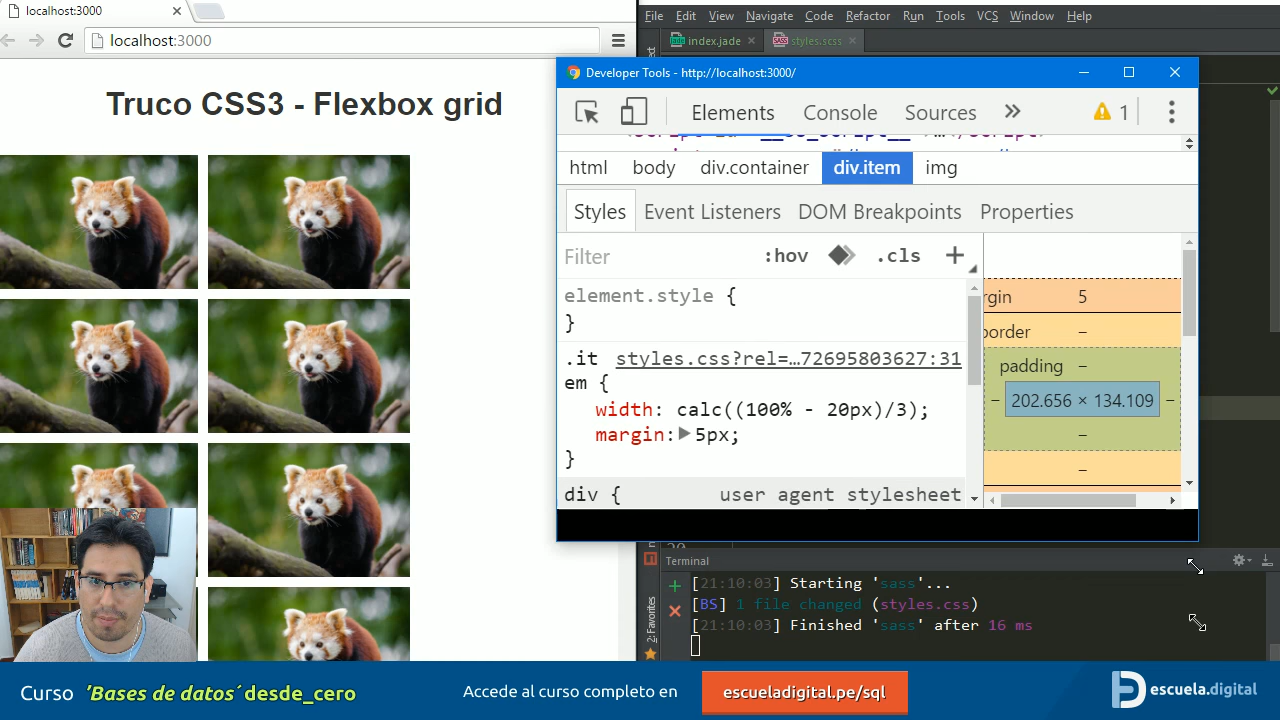 localhost:3000
localhost:3000
Truco CSS3 - Flexbox grid
File Edit View Navigate Code Refactor Run Tools VCS Window Help
index.jade styles.scss
Developer Tools - http://localhost:3000/
Elements Console Sources 1
html body div.container div.item img
Styles Event Listeners DOM Breakpoints Properties
Filter :hov .cls +
element.style {
}
.it styles.css?rel=…72695803627:31
em {
width: calc((100% - 20px)/3);
margin: 5px;
}
div { user agent stylesheet
rgin 5
border –
padding –
– 202.656 × 134.109 –
–
–
Terminal
[21:10:03] Starting 'sass'...
[BS] 1 file changed (styles.css)
[21:10:03] Finished 'sass' after 16 ms
2: Favorites
Curso 'Bases de datos´ desde_cero
Accede al curso completo en
escueladigital.pe/sql
escuela.digital